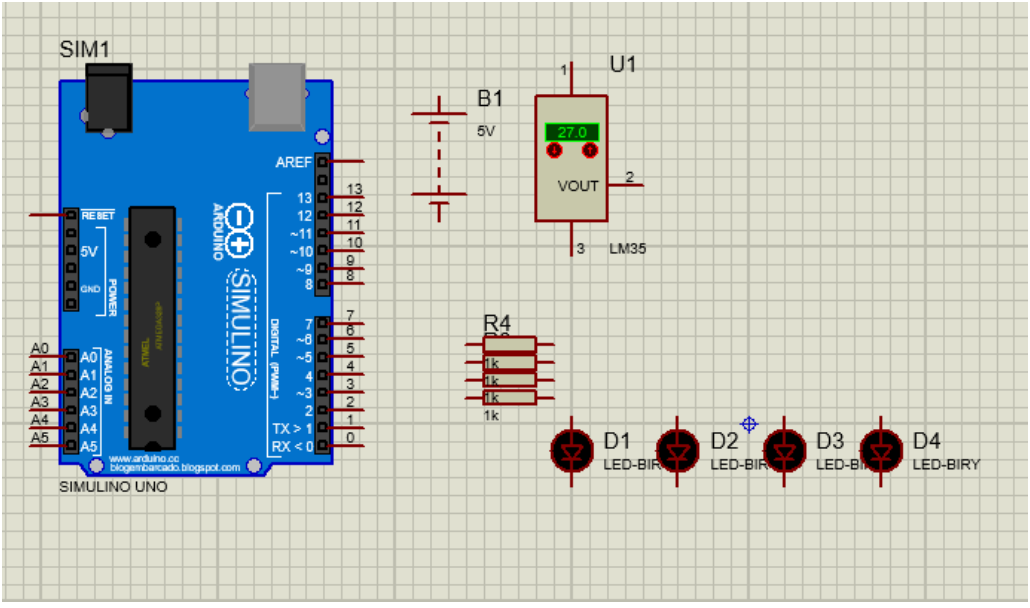 SIM1
AREF
13
12
~11
~10
~9
8
13
12
11
10
9
8
RESET
5V
GND
POWER
ARDUINO
SIMULINO
DIGITAL (PWM~)
ATMEL
7
~6
~5
4
~3
2
TX > 1
RX < 0
7
6
5
4
3
2
1
0
A0
A1
A2
A3
A4
A5
A0
A1
A2
A3
A4
A5
ANALOG IN
www.arduino.cc
blogembarcado.blogspot.com
SIMULINO UNO
B1
5V
U1
1
27.0
VOUT
2
3
LM35
R4
1k
1k
1k
1k
D1
LED-BIR
D2
LED-BIR
D3
LED-BI
D4
LED-BIRY